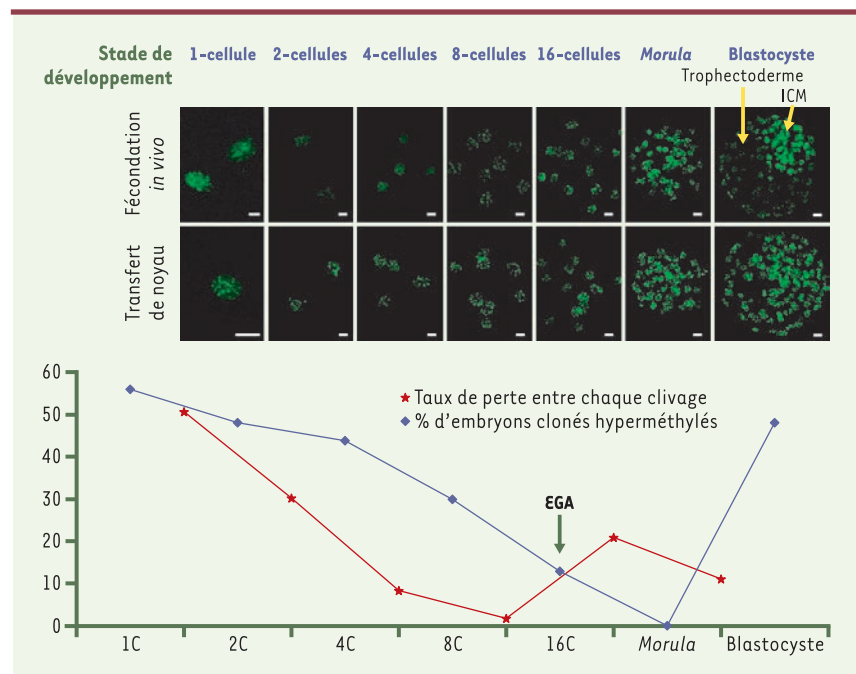 Stade de développement
1-cellule 2-cellules 4-cellules 8-cellules 16-cellules Morula Blastocyste
Trophectoderme
ICM
Fécondation
in vivo
Transfert
de noyau
60
50
40
30
20
10
0
Taux de perte entre chaque clivage
% d'embryons clonés hyperméthylés
EGA
1C 2C 4C 8C 16C Morula Blastocyste